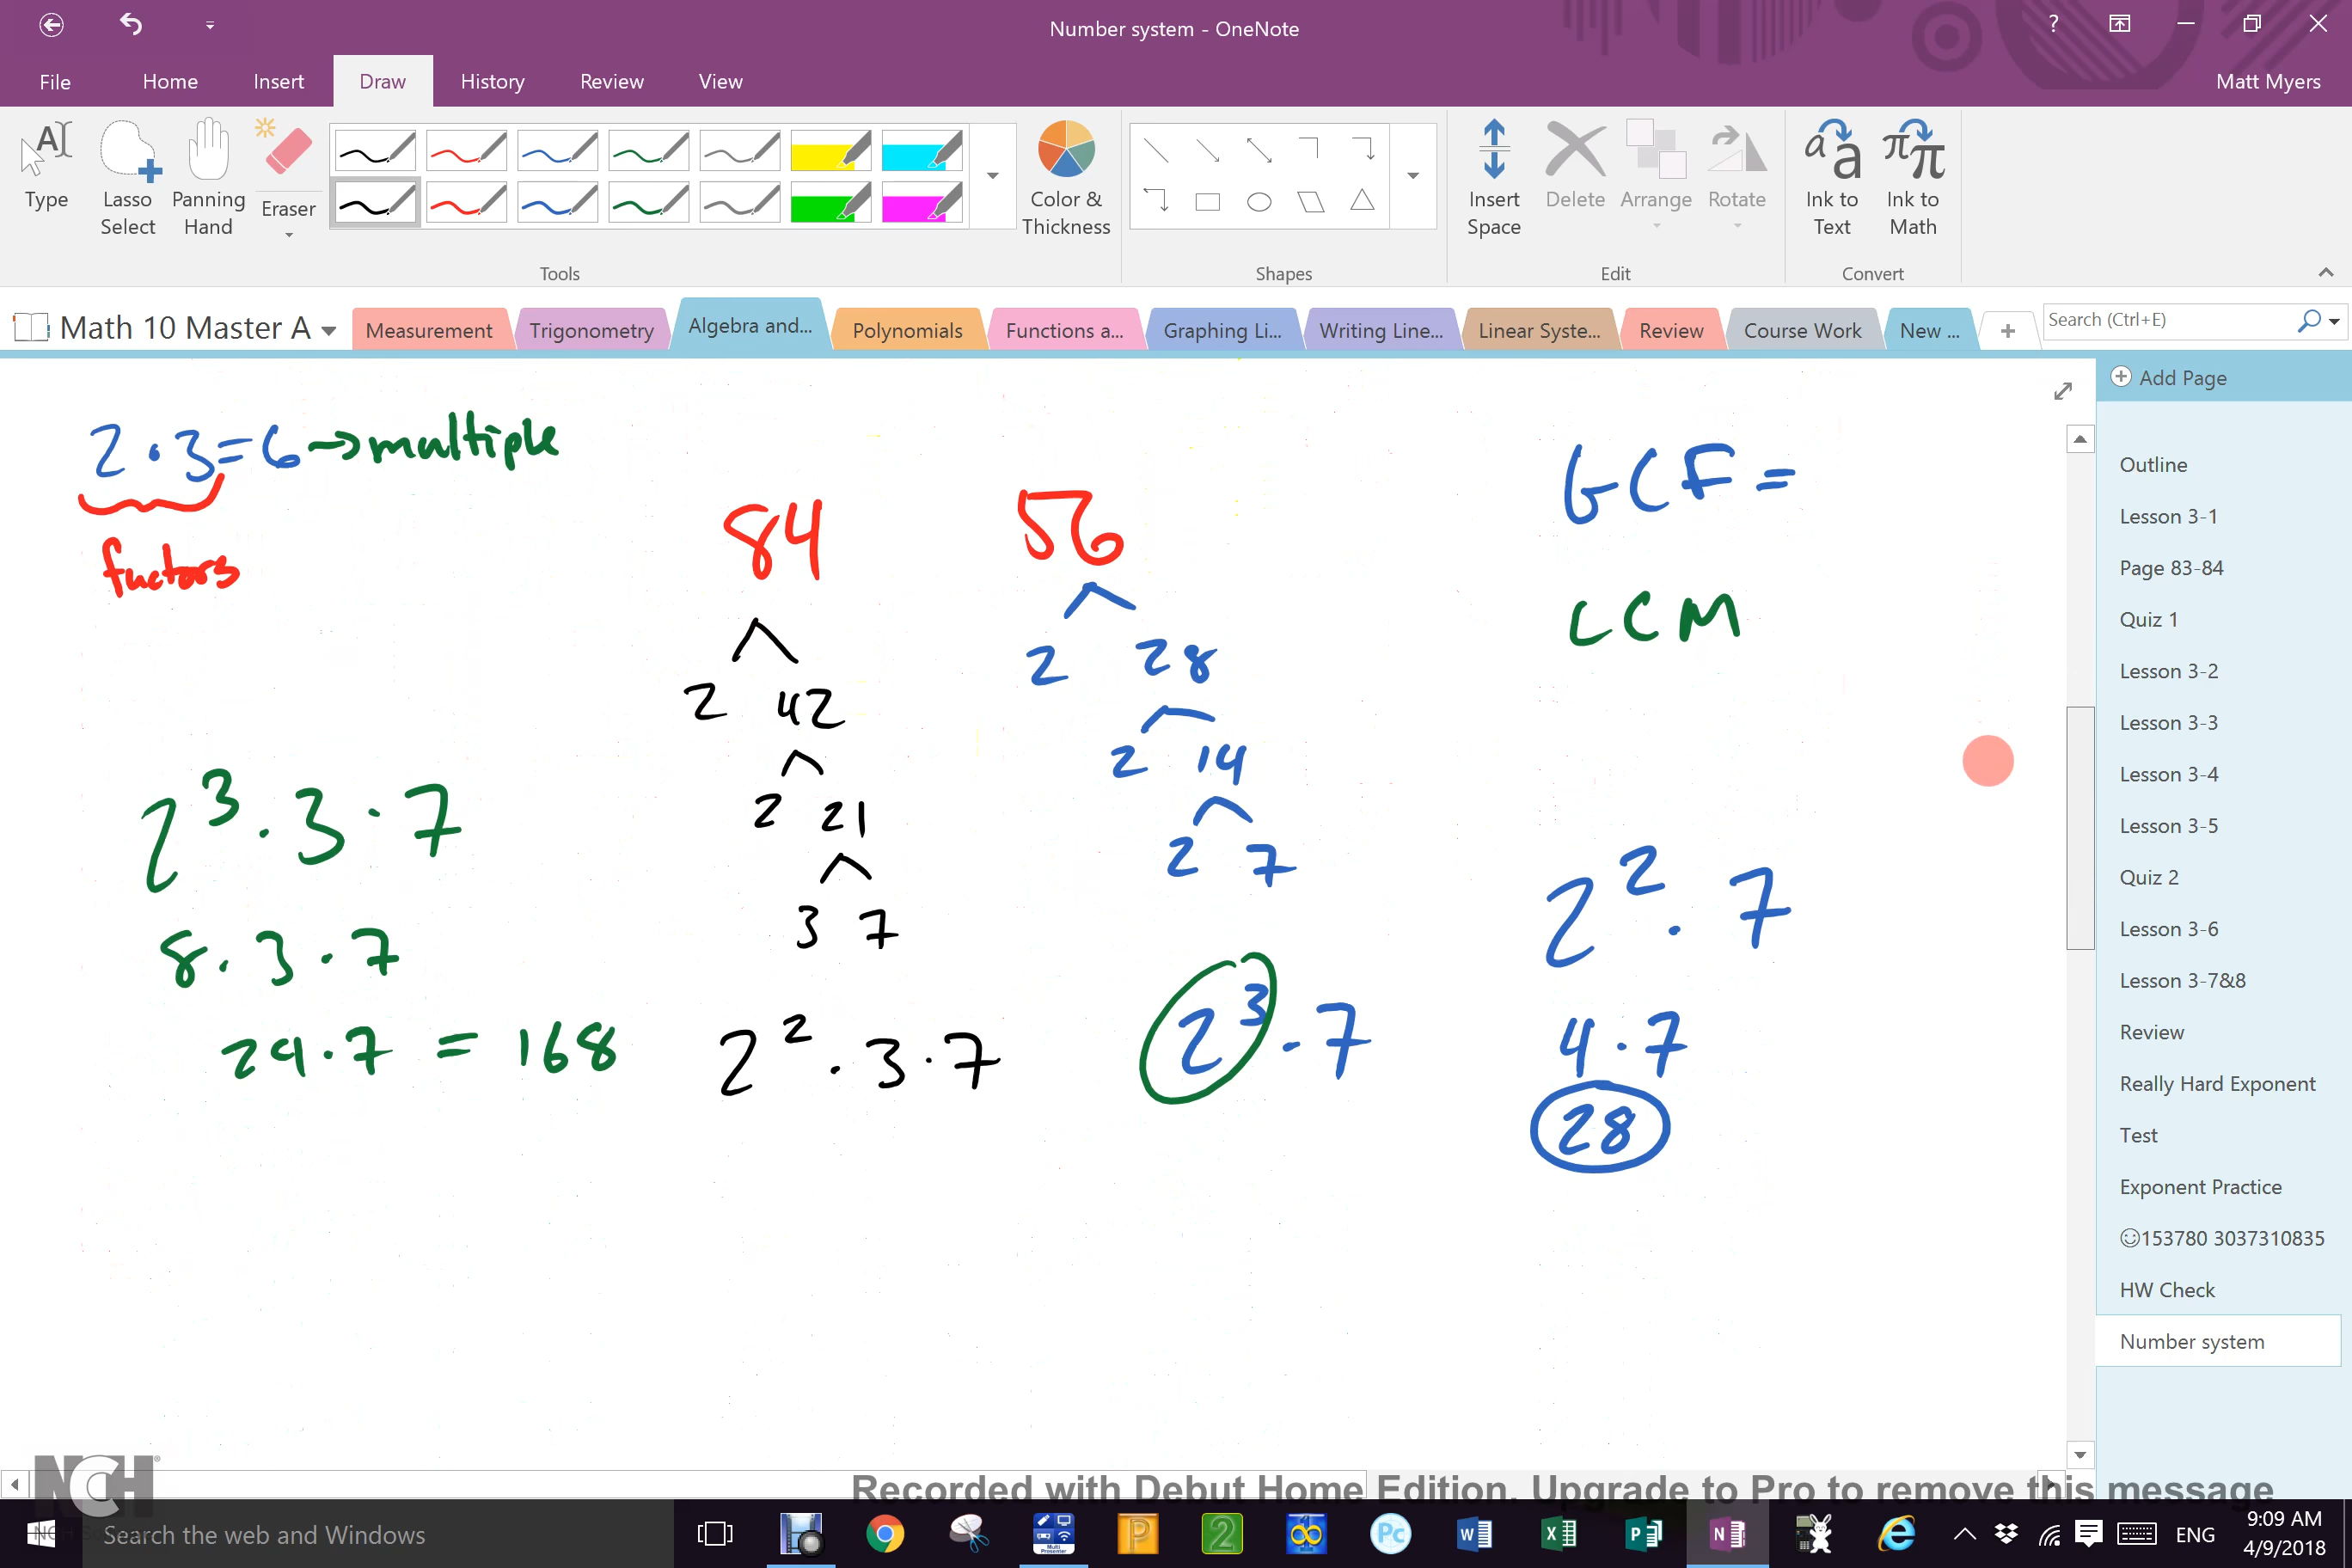 Number system - OneNote
?
File Home Insert Draw History Review View
Matt Myers
Type
Lasso Select
Panning Hand
Eraser
Color & Thickness
Insert Space
Delete
Arrange
Rotate
Ink to Text
Ink to Math
Tools
Shapes
Edit
Convert
Math 10 Master A
Measurement
Trigonometry
Algebra and...
Polynomials
Functions a...
Graphing Li...
Writing Line...
Linear Syste...
Review
Course Work
New ...
+
Search (Ctrl+E)
2 · 3 = 6 → multiple
factors
84
2 42
2 21
3 7
2² · 3 · 7
56
2 28
2 14
2 7
2³ · 7
GCF =
LCM
2² · 7
4 · 7
28
2³ · 3 · 7
8 · 3 · 7
24 · 7 = 168
Add Page
Outline
Lesson 3-1
Page 83-84
Quiz 1
Lesson 3-2
Lesson 3-3
Lesson 3-4
Lesson 3-5
Quiz 2
Lesson 3-6
Lesson 3-7&8
Review
Really Hard Exponent
Test
Exponent Practice
☺153780 3037310835
HW Check
Number system
NCH
Recorded with Debut Home Edition. Upgrade to Pro to remove this message
Search the web and Windows
ENG
9:09 AM
4/9/2018